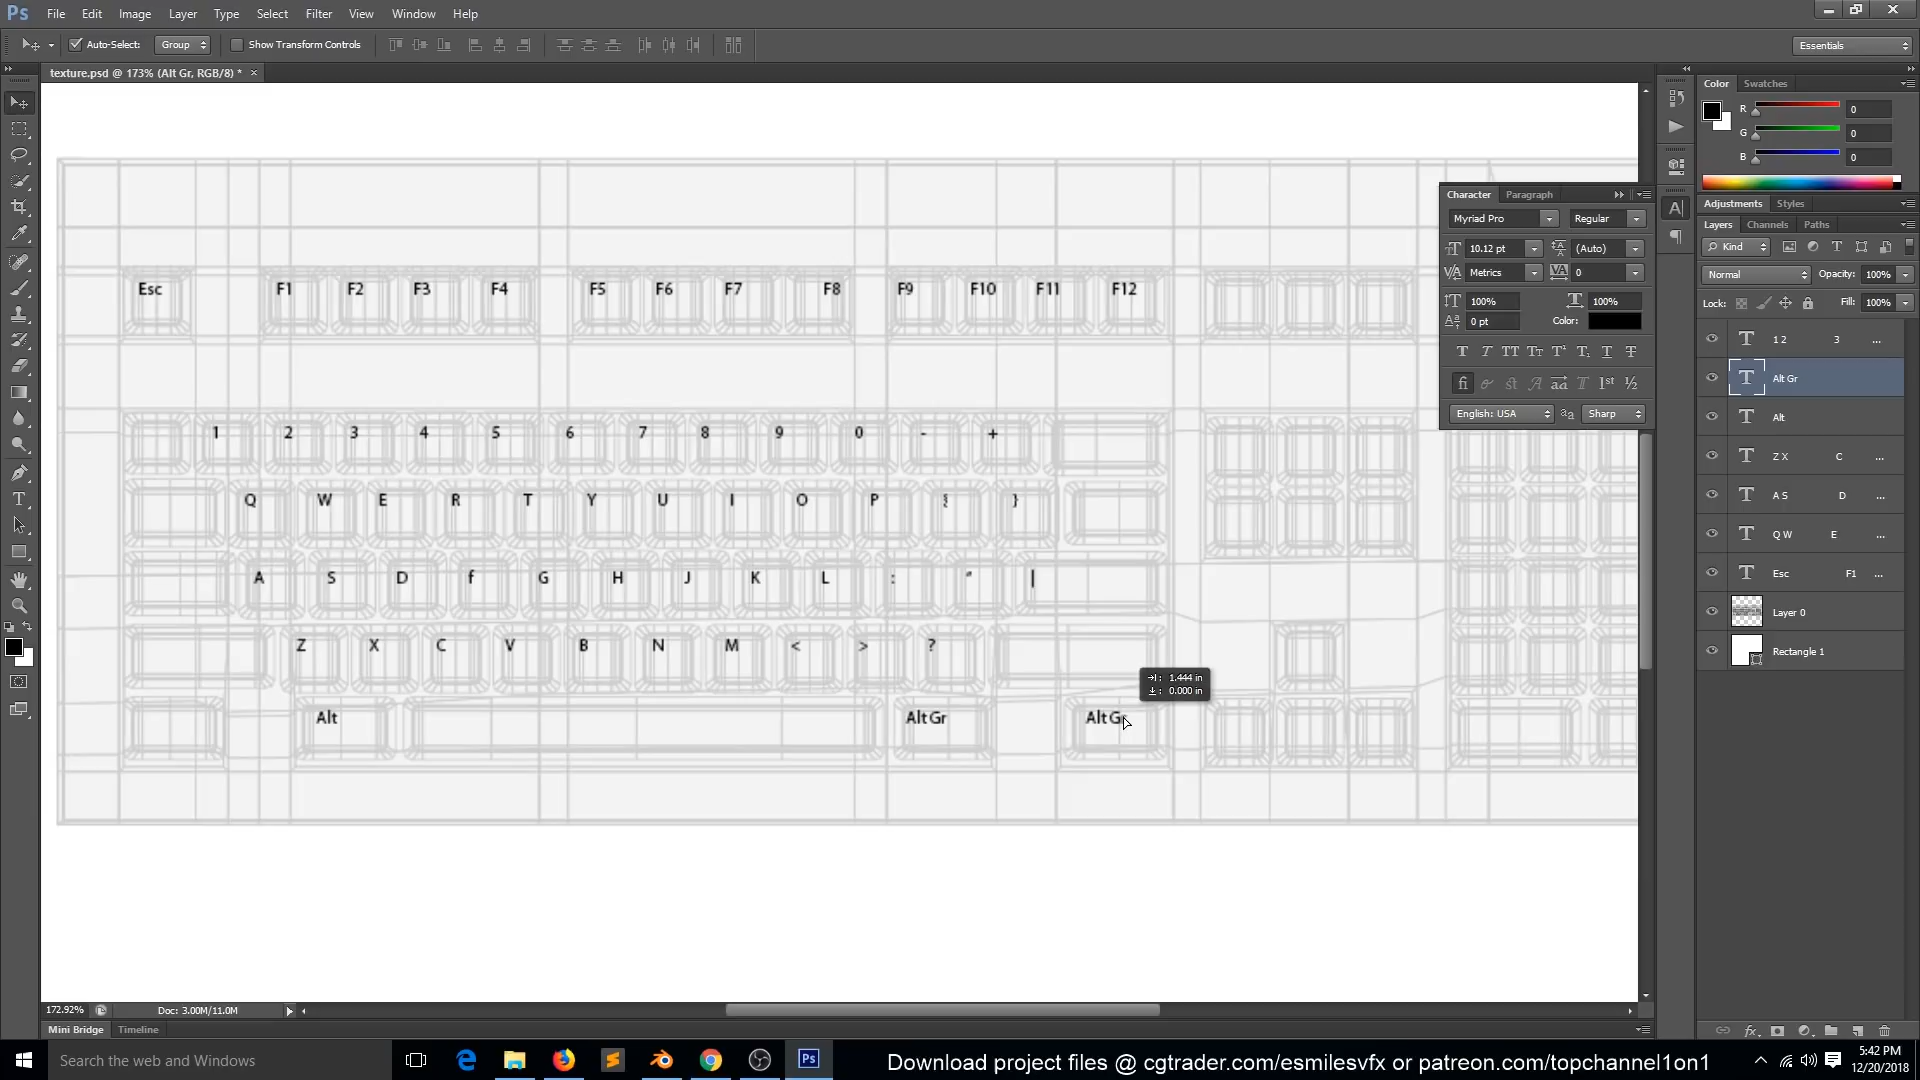 Ps File Edit Image Layer Type Select Filter View Window Help
Auto-Select: Group Show Transform Controls Essentials
texture.psd @ 173% (Alt Gr, RGB/8) * ×
Color Swatches
R 0
G 0
B 0
Character Paragraph
Myriad Pro Regular
10.12 pt (Auto)
Metrics 0
100% 100%
0 pt Color:
English: USA Sharp
Adjustments Styles
Layers Channels Paths
Kind
Normal Opacity: 100%
Lock: Fill: 100%
1 2 3 ...
Alt Gr
Alt
Z X C ...
A S D ...
Q W E ...
Esc F1 ...
Layer 0
Rectangle 1
Esc F1 F2 F3 F4 F5 F6 F7 F8 F9 F10 F11 F12
1 2 3 4 5 6 7 8 9 0 - +
Q W E R T Y U I O P { }
A S D f G H J K L : " |
Z X C V B N M < > ?
Alt Alt Gr Alt Gr
1.444 in
0.000 in
172.92% Doc: 3.00M/11.0M
Mini Bridge Timeline
Search the web and Windows
Download project files @ cgtrader.com/esmilesvfx or patreon.com/topchannel1on1
5:42 PM
12/20/2018